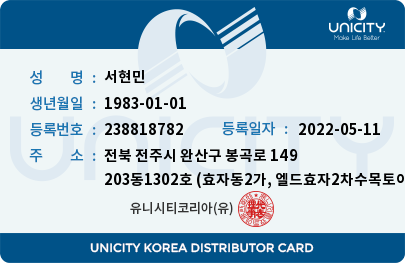 UNICITY
Make Life Better
성 명 : 서현민
생년월일 : 1983-01-01
등록번호 : 238818782 등록일자 : 2022-05-11
주 소 : 전북 전주시 완산구 봉곡로 149
203동1302호 (효자동2가, 엘드효자2차수목토아
유니시티코리아(유)
UNICITY
UNICITY KOREA DISTRIBUTOR CARD